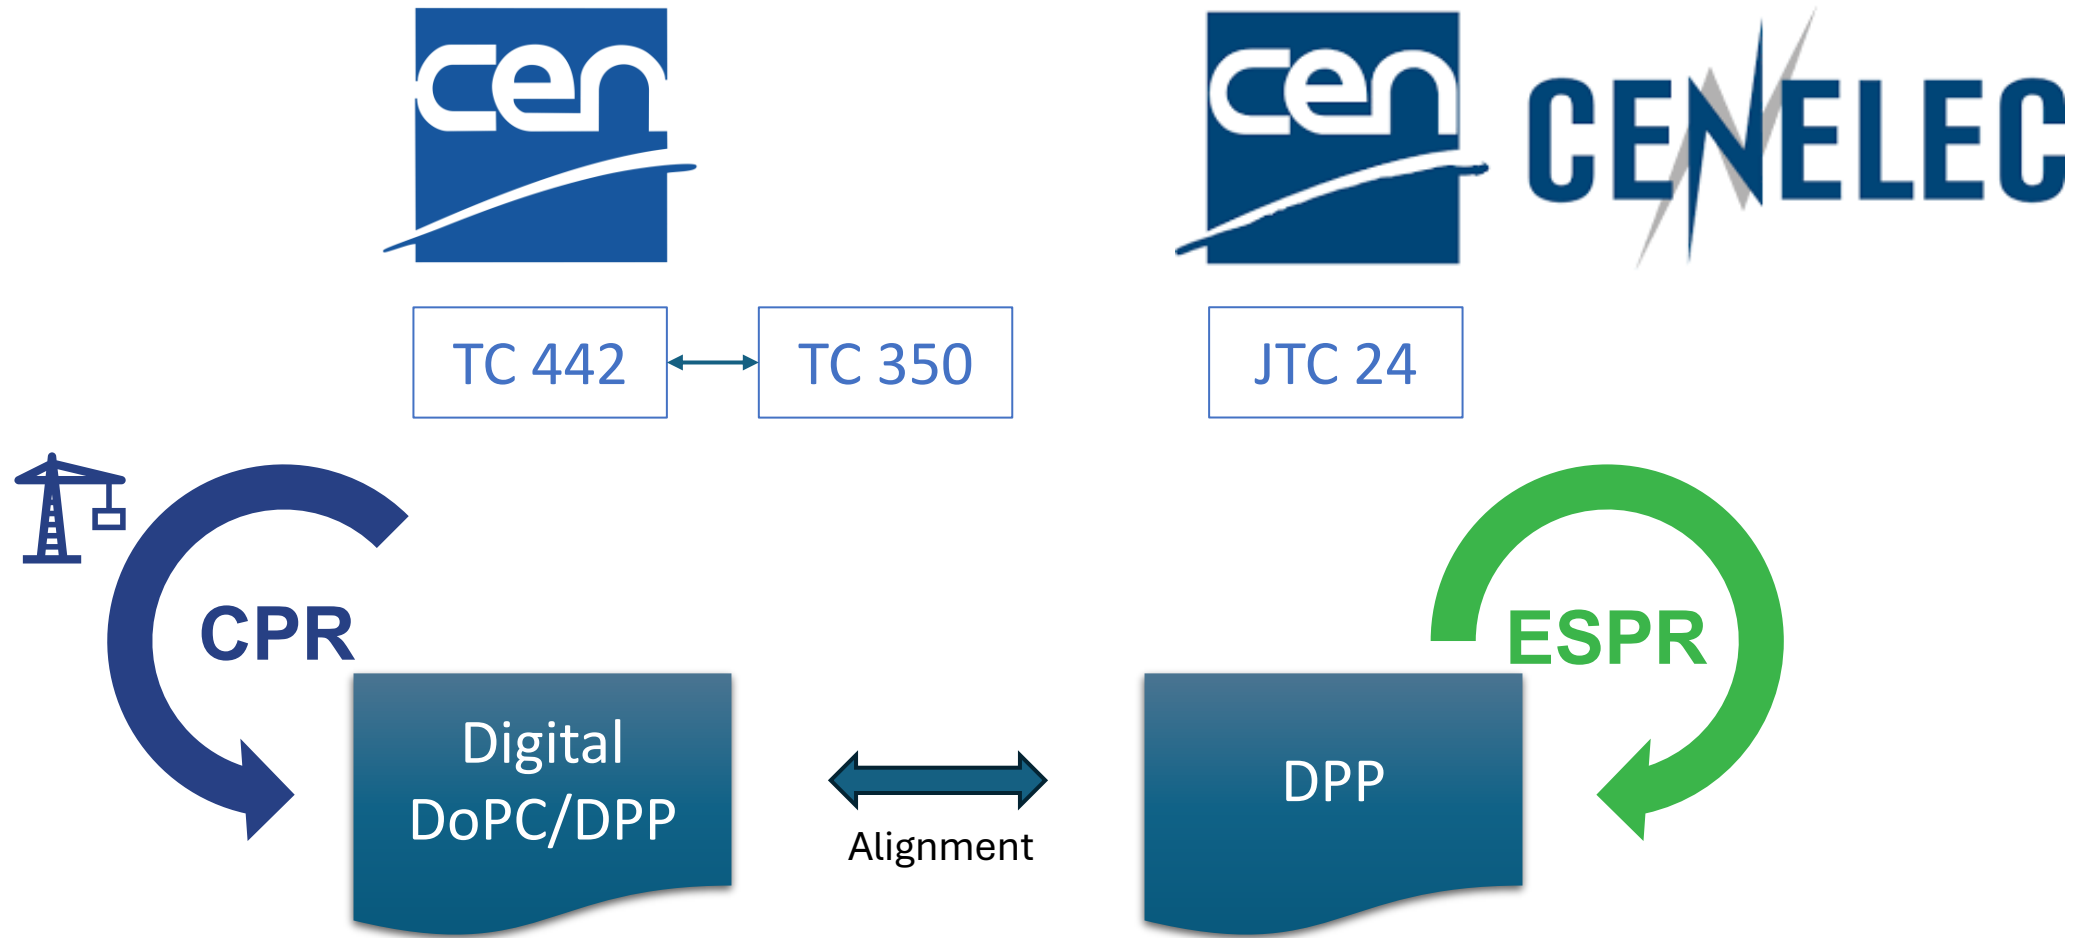 cen
cen CENELEC
TC 442 TC 350 JTC 24
CPR
ESPR
Digital
DoPC/DPP
DPP
Alignment